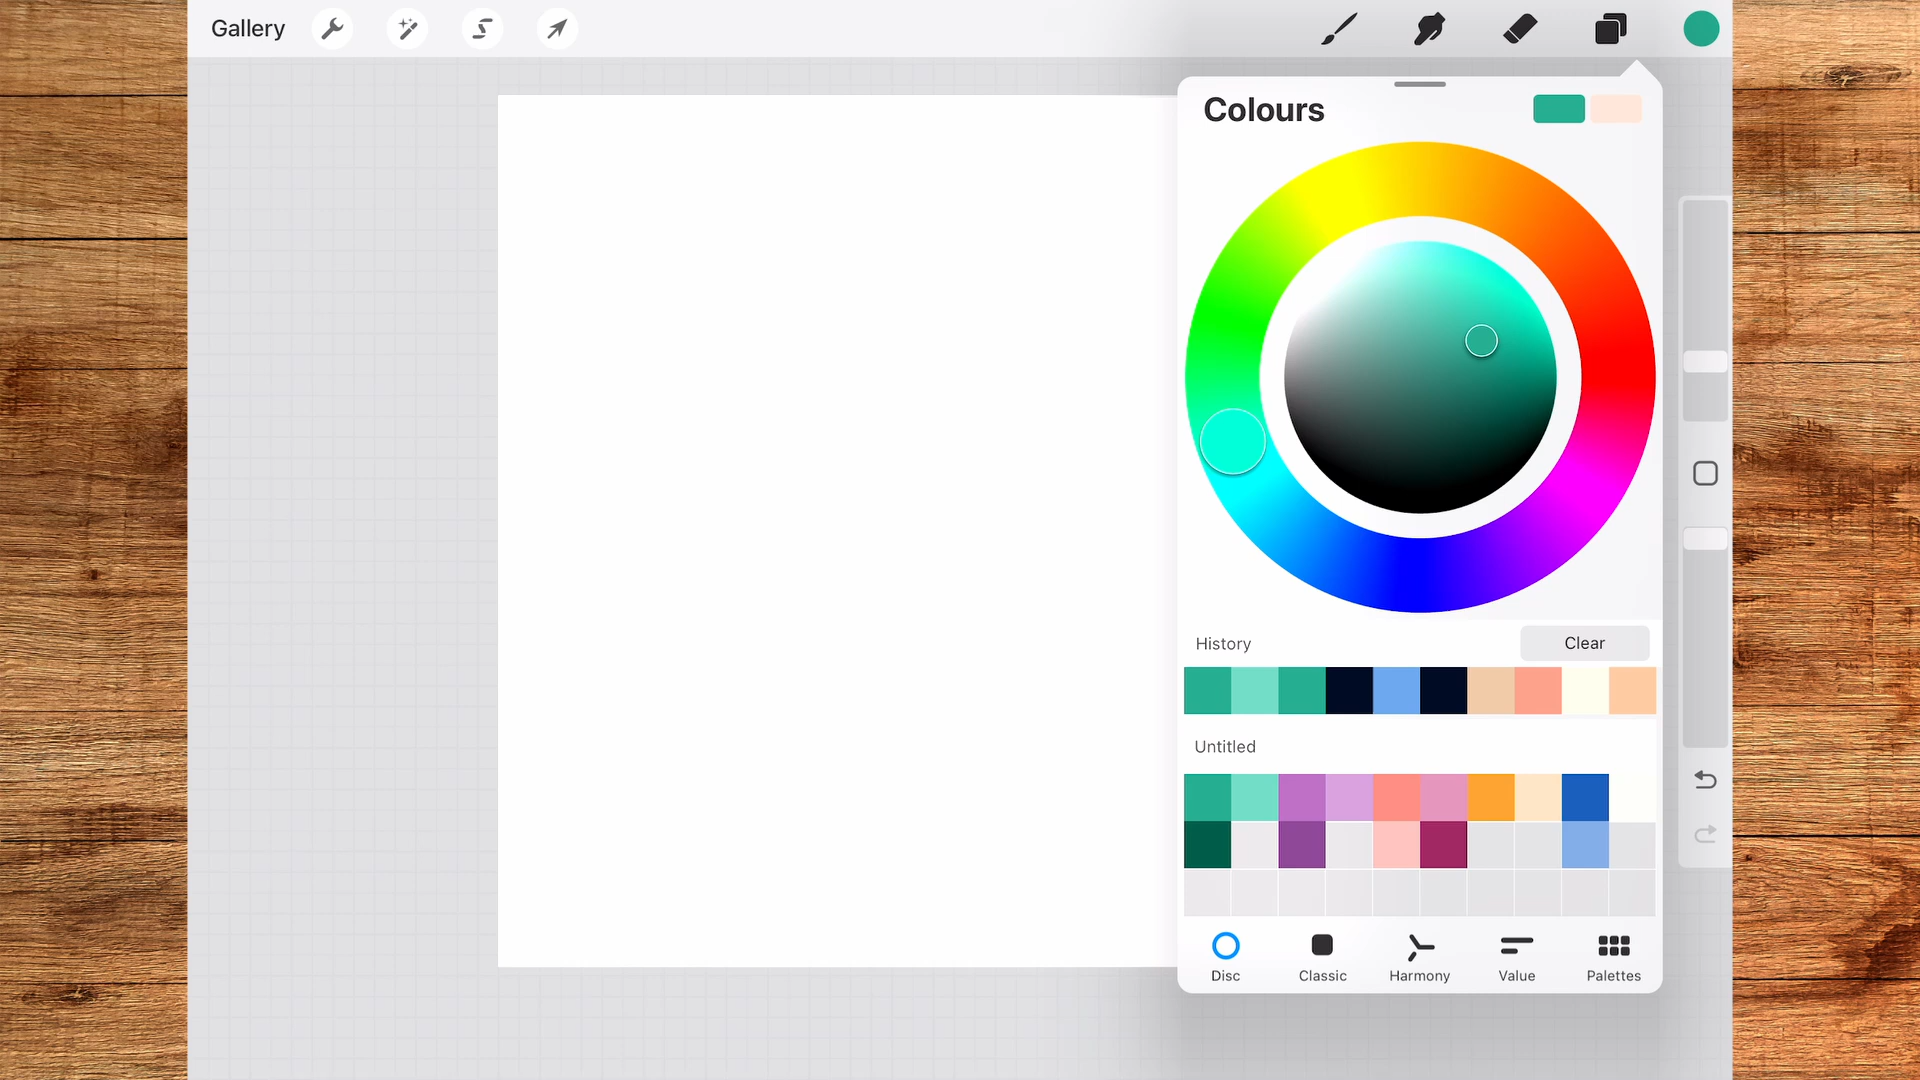 Gallery
Colours
History
Clear
Untitled
Disc
Classic
Harmony
Value
Palettes